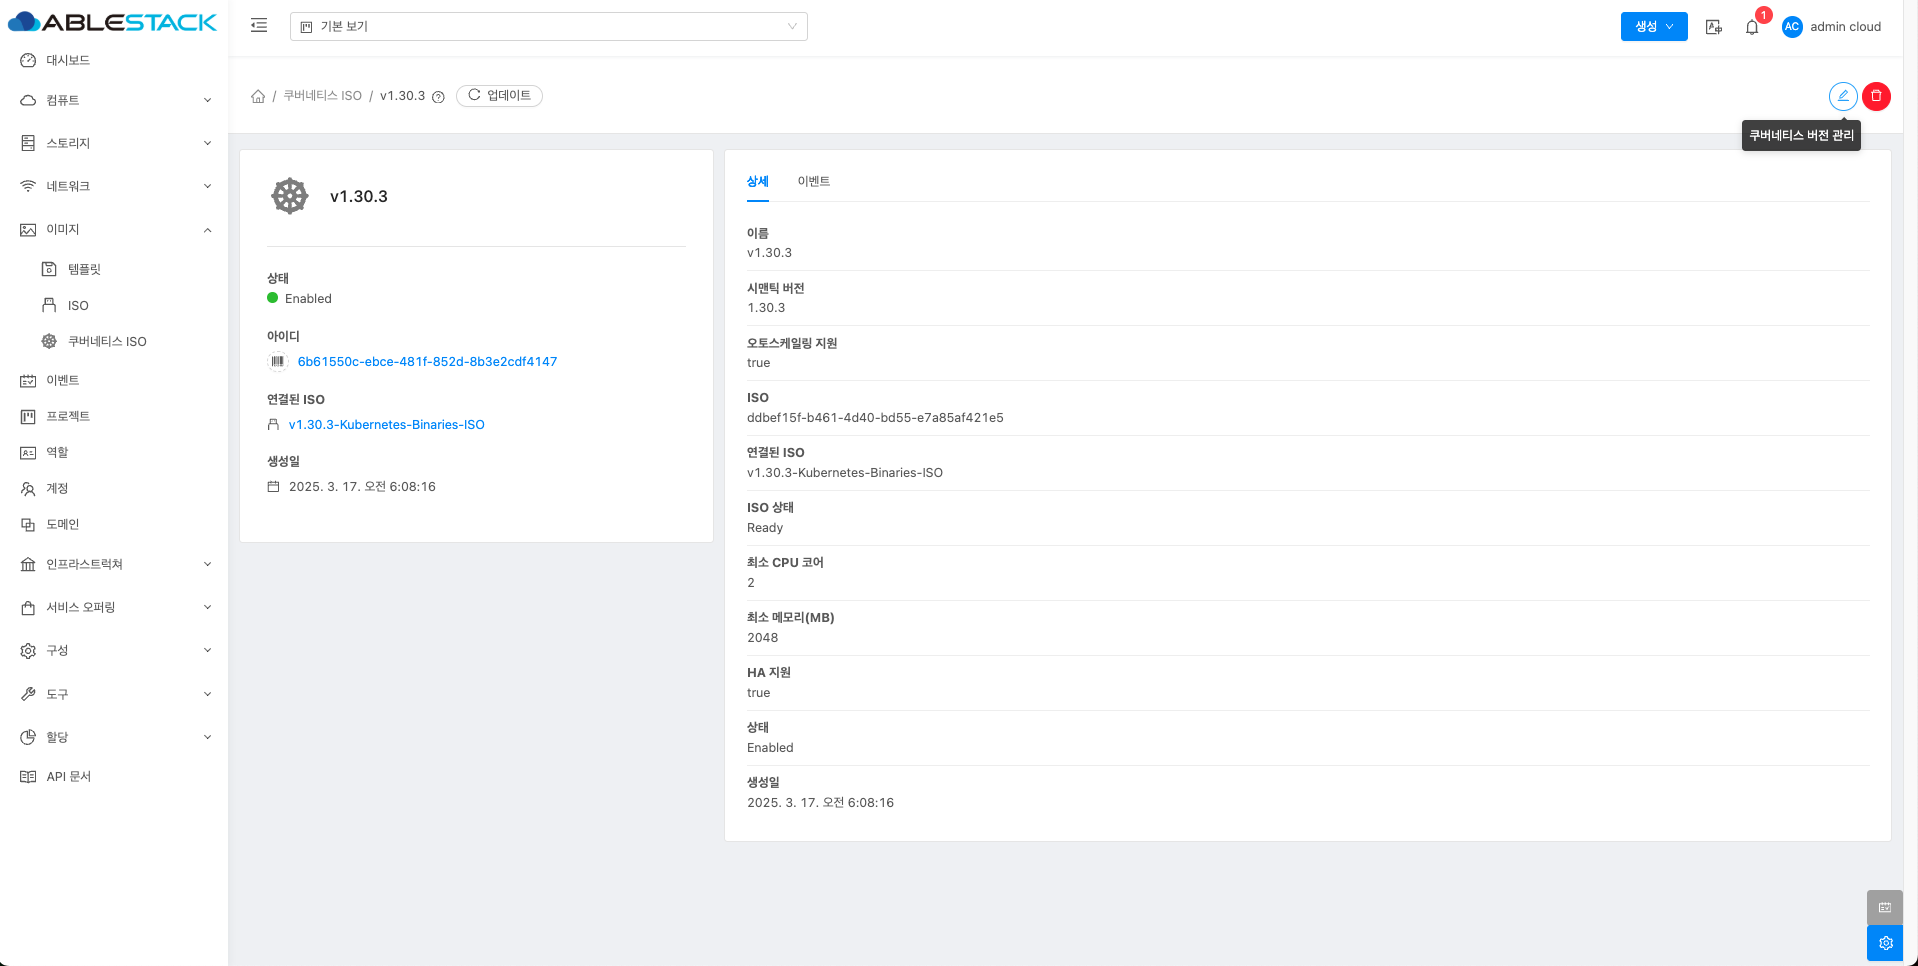 ABLESTACK
기본 보기
생성
1
AC
admin cloud
대시보드
컴퓨트
스토리지
네트워크
이미지
템플릿
ISO
쿠버네티스 ISO
이벤트
프로젝트
역할
계정
도메인
인프라스트럭쳐
서비스 오퍼링
구성
도구
할당
API 문서
/ 쿠버네티스 ISO / v1.30.3
업데이트
쿠버네티스 버전 관리
v1.30.3
상태
Enabled
아이디
6b61550c-ebce-481f-852d-8b3e2cdf4147
연결된 ISO
v1.30.3-Kubernetes-Binaries-ISO
생성일
2025. 3. 17. 오전 6:08:16
상세
이벤트
이름
v1.30.3
시맨틱 버전
1.30.3
오토스케일링 지원
true
ISO
ddbef15f-b461-4d40-bd55-e7a85af421e5
연결된 ISO
v1.30.3-Kubernetes-Binaries-ISO
ISO 상태
Ready
최소 CPU 코어
2
최소 메모리(MB)
2048
HA 지원
true
상태
Enabled
생성일
2025. 3. 17. 오전 6:08:16